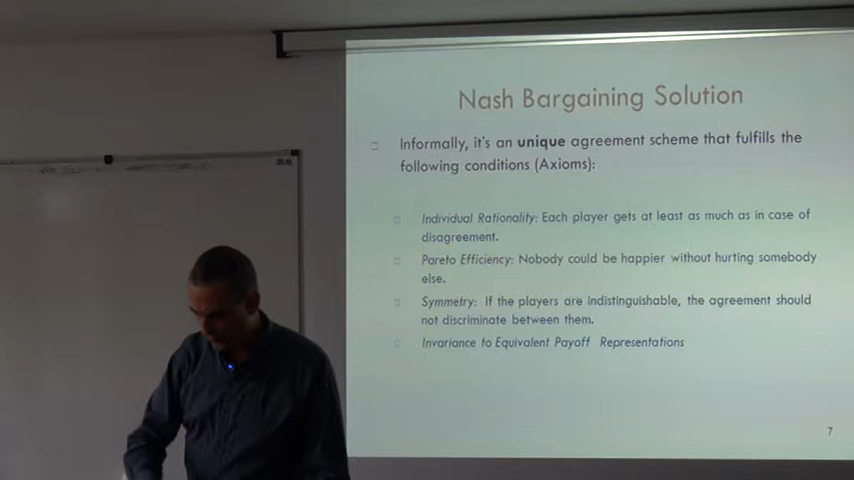 Nash Bargaining Solution
Informally, it's an unique agreement scheme that fulfills the
following conditions (Axioms):
Individual Rationality: Each player gets at least as much as in case of
disagreement.
Pareto Efficiency: Nobody could be happier without hurting somebody
else.
Symmetry: If the players are indistinguishable, the agreement should
not discriminate between them.
Invariance to Equivalent Payoff Representations
7